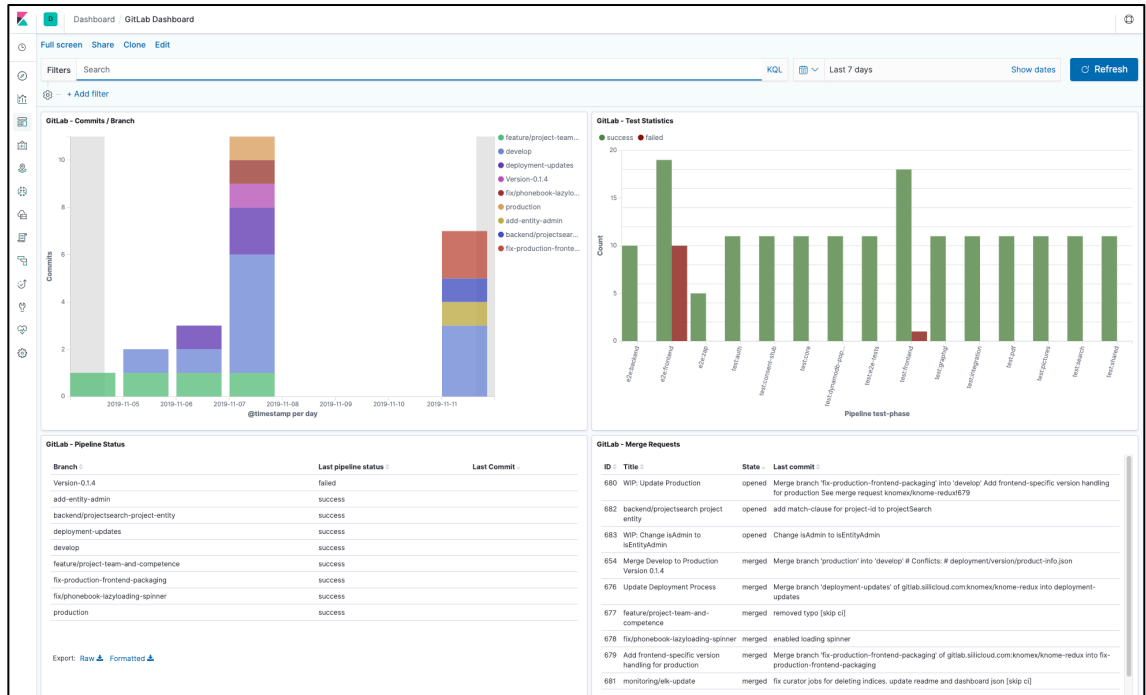 D Dashboard / GitLab Dashboard
Full screen Share Clone Edit
Filters Search KQL Last 7 days Show dates Refresh
+ Add filter
GitLab - Commits / Branch
10
8
6
4
2
0
Commits
2019-11-05 2019-11-06 2019-11-07 2019-11-08 2019-11-09 2019-11-10 2019-11-11
@timestamp per day
feature/project-team...
develop
deployment-updates
Version-0.1.4
fix/phonebook-lazylo...
production
add-entity-admin
backend/projectsear...
fix-production-fronte...
GitLab - Test Statistics
success failed
20
15
10
5
0
Count
e2e:backend
e2e:frontend
e2e:zap
test:auth
test:consent-stub
test:core
test:dynamodb-pop...
test:e2e-tests
test:frontend
test:graphql
test:integration
test:pdf
test:pictures
test:search
test:shared
Pipeline test-phase
GitLab - Pipeline Status
Branch Last pipeline status Last Commit
Version-0.1.4 failed
add-entity-admin success
backend/projectsearch-project-entity success
deployment-updates success
develop success
feature/project-team-and-competence success
fix-production-frontend-packaging success
fix/phonebook-lazyloading-spinner success
production success
Export: Raw Formatted
GitLab - Merge Requests
ID Title State Last commit
680 WIP: Update Production opened Merge branch 'fix-production-frontend-packaging' into 'develop' Add frontend-specific version handling
for production See merge request knomex/knome-redux!679
682 backend/projectsearch project opened add match-clause for project-id to projectSearch
entity
683 WIP: Change isAdmin to opened Change isAdmin to isEntityAdmin
isEntityAdmin
654 Merge Develop to Production merged Merge branch 'production' into 'develop' # Conflicts: # deployment/version/product-info.json
Version 0.1.4
676 Update Deployment Process merged Merge branch 'deployment-updates' of gitlab.siilicloud.com:knomex/knome-redux into deployment-
updates
677 feature/project-team-and- merged removed typo [skip ci]
competence
678 fix/phonebook-lazyloading-spinner merged enabled loading spinner
679 Add frontend-specific version merged Merge branch 'fix-production-frontend-packaging' of gitlab.siilicloud.com:knomex/knome-redux into fix-
handling for production production-frontend-packaging
681 monitoring/elk-update merged fix curator jobs for deleting indices. update readme and dashboard json [skip ci]